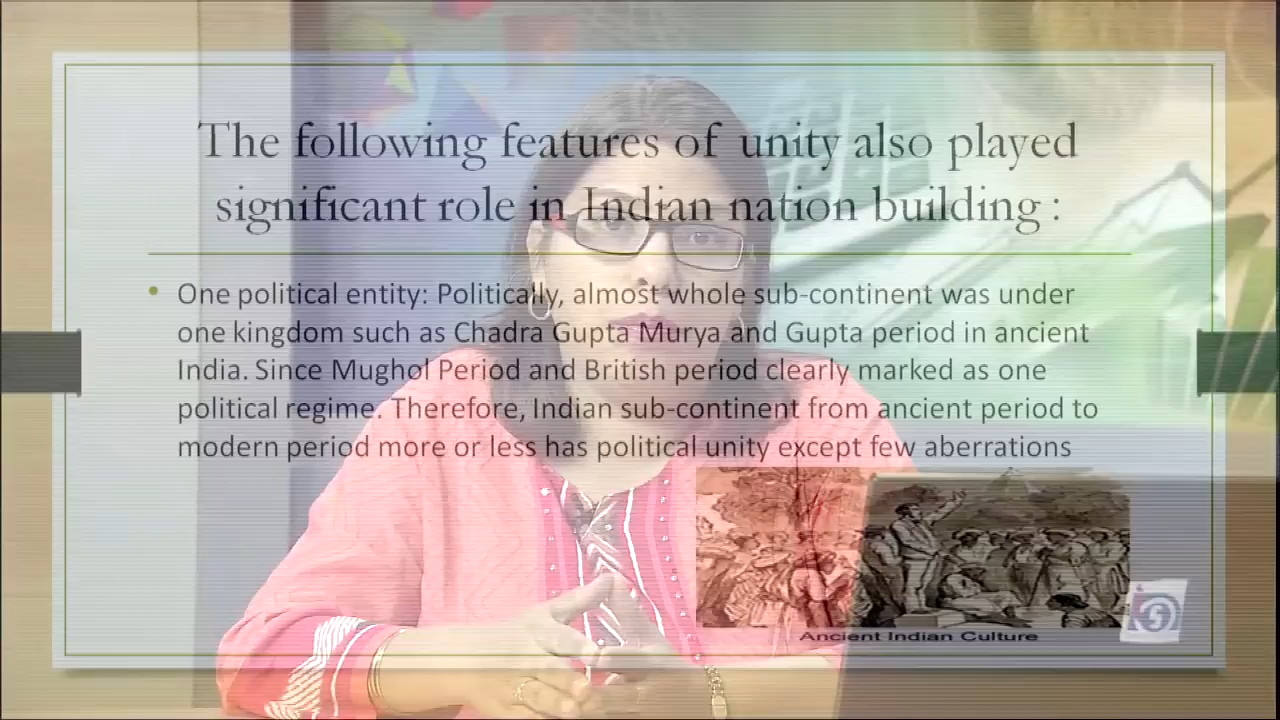 The following features of unity also played
significant role in Indian nation building :
• One political entity: Politically, almost whole sub-continent was under
one kingdom such as Chadra Gupta Murya and Gupta period in ancient
India. Since Mughol Period and British period clearly marked as one
political regime. Therefore, Indian sub-continent from ancient period to
modern period more or less has political unity except few aberrations
Ancient Indian Culture